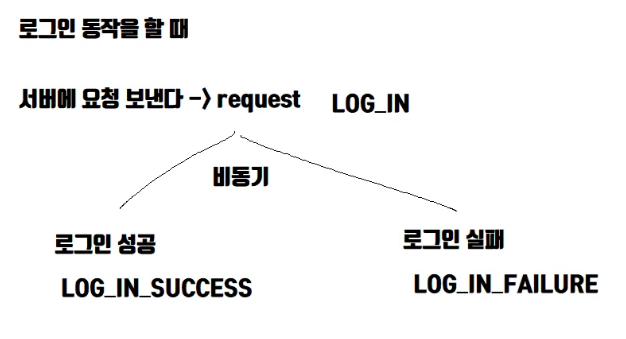 로그인 동작을 할 때
서버에 요청 보낸다 -> request LOG_IN
비동기
로그인 성공
로그인 실패
LOG_IN_SUCCESS
LOG_IN_FAILURE